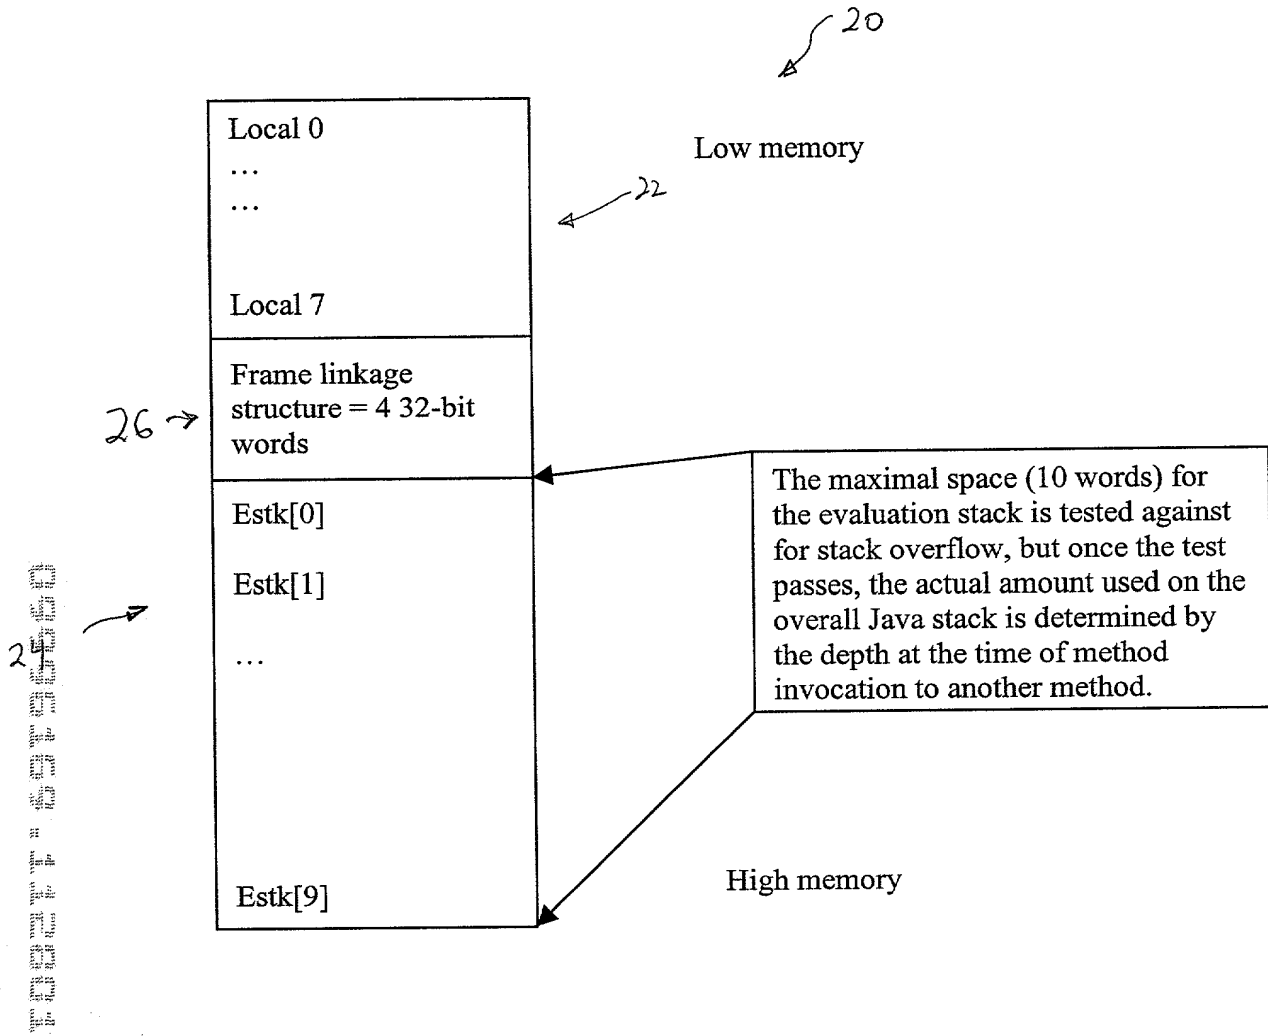 20
Local 0
...
...
Local 7
Low memory
22
Frame linkage
structure = 4 32-bit
words
26
Estk[0]
Estk[1]
...
Estk[9]
24
The maximal space (10 words) for
the evaluation stack is tested against
for stack overflow, but once the test
passes, the actual amount used on the
overall Java stack is determined by
the depth at the time of method
invocation to another method.
High memory